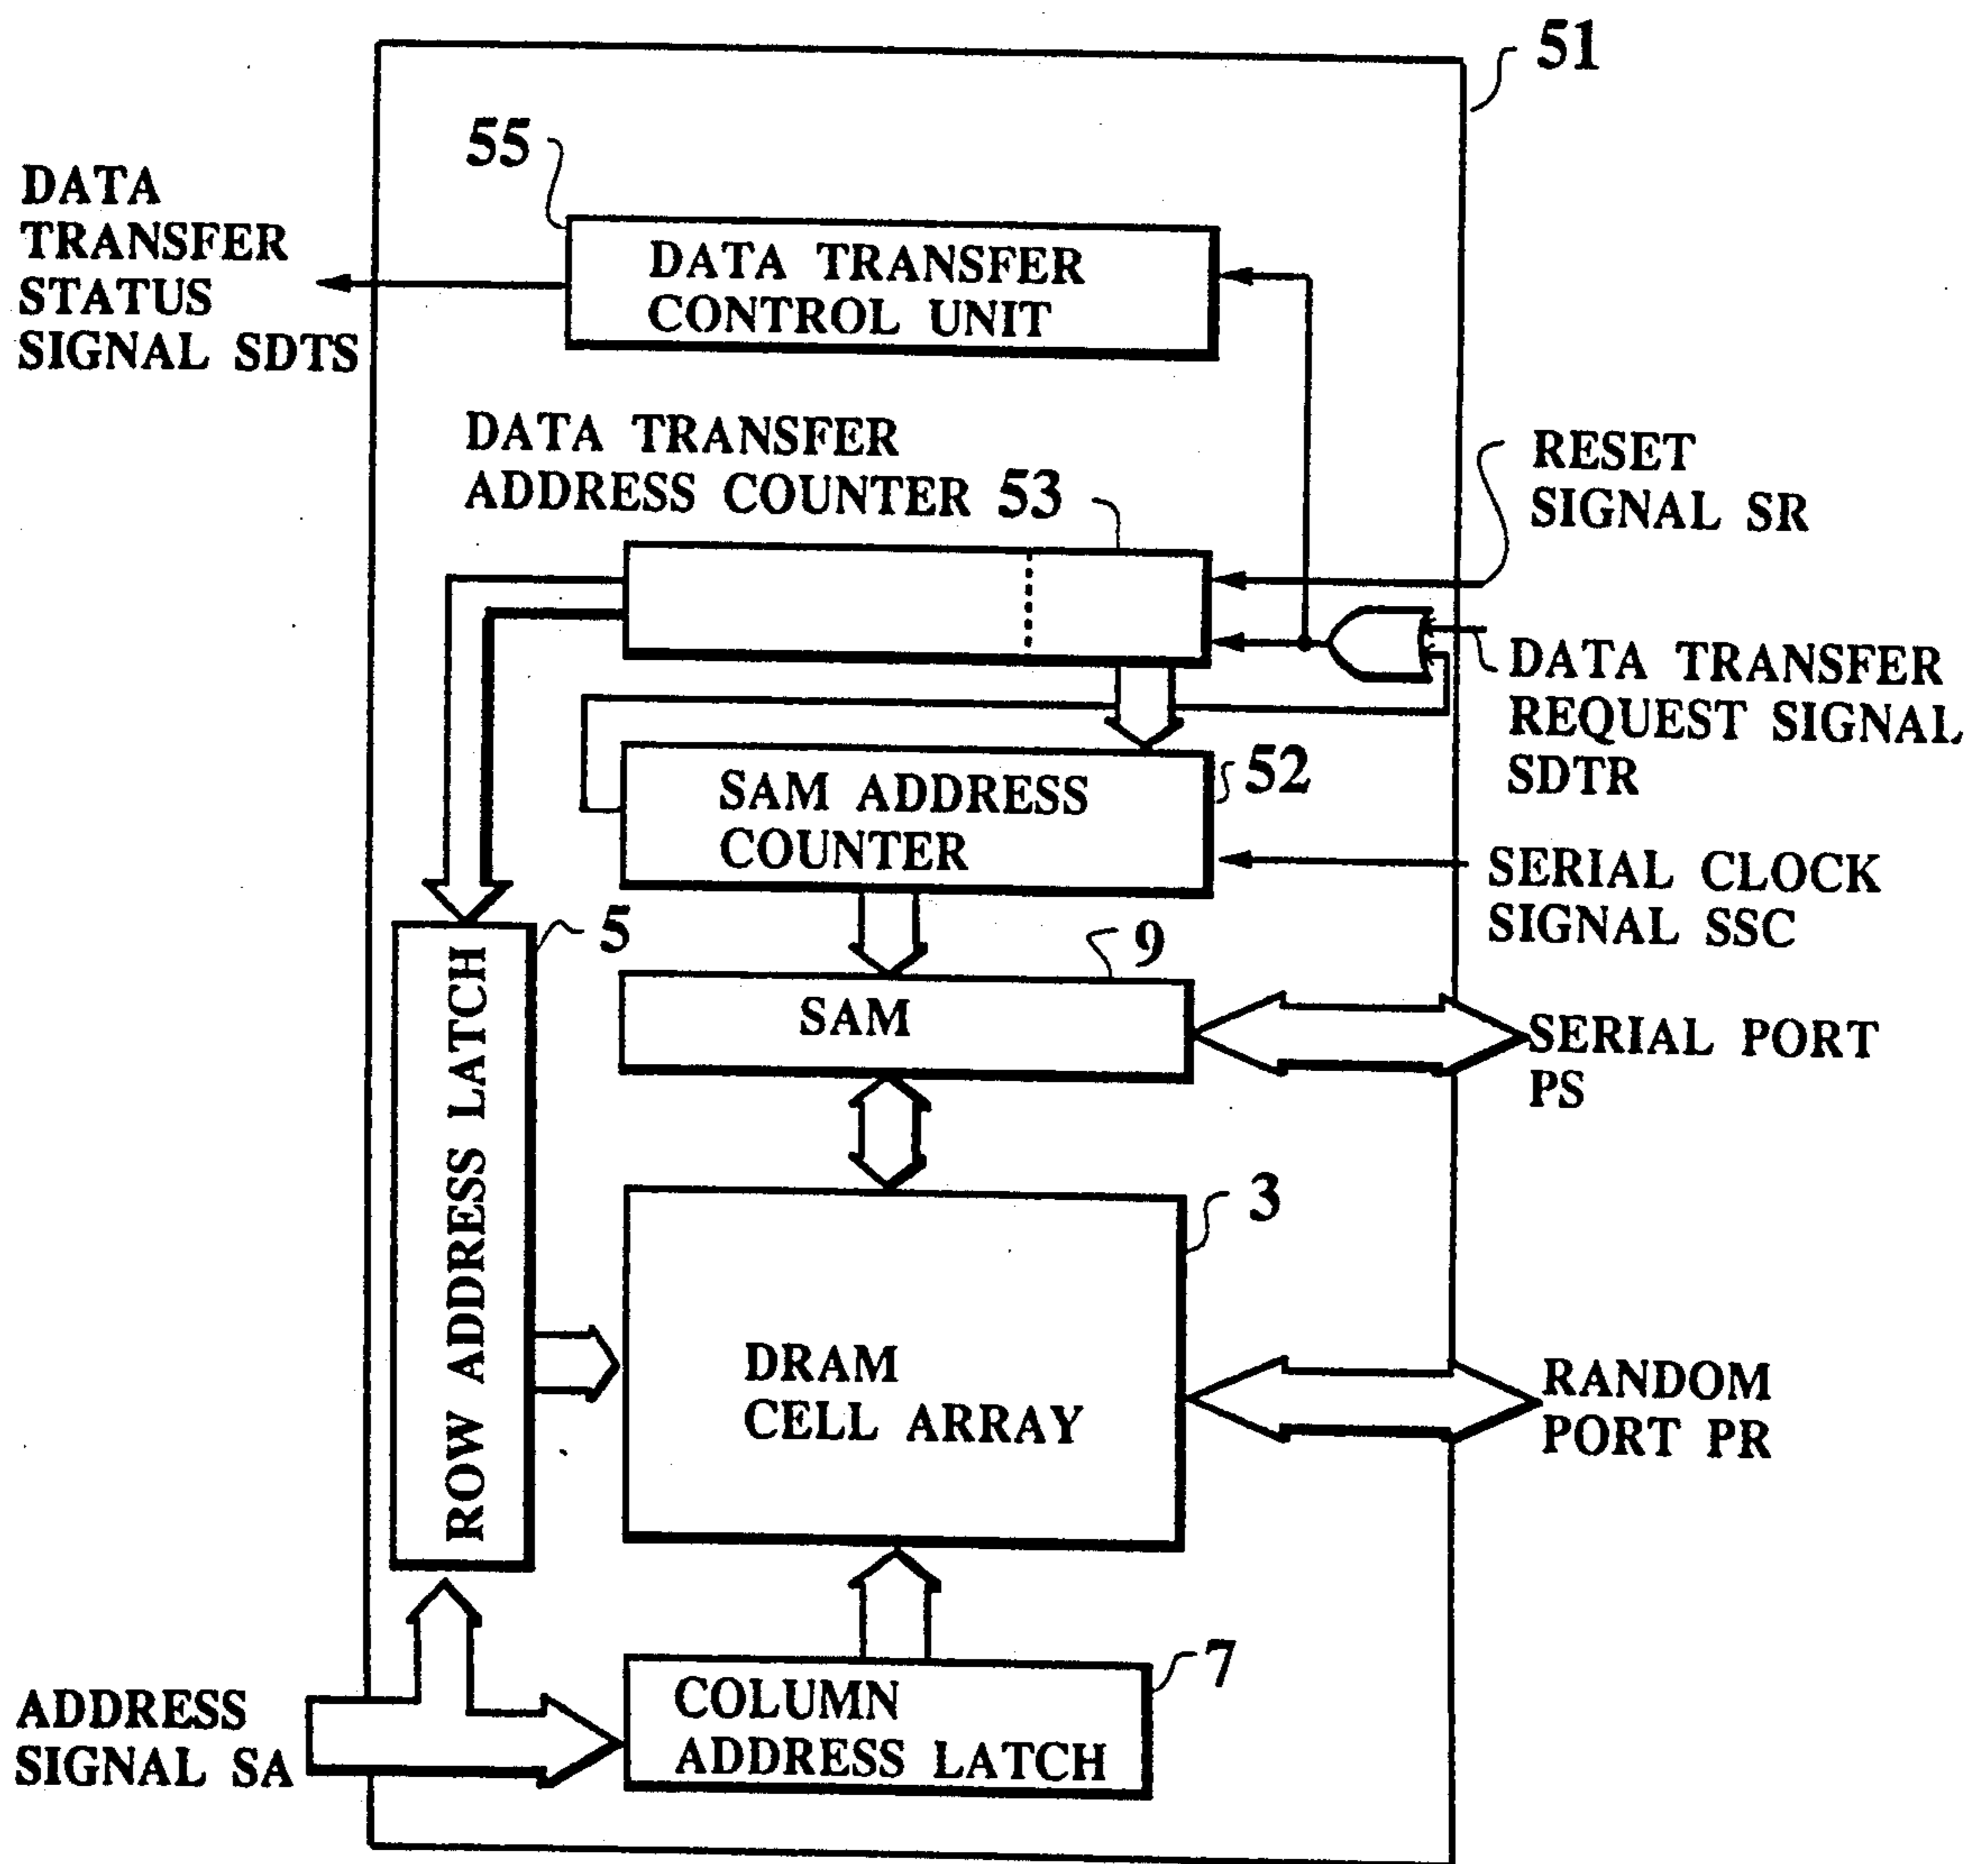 51
55
DATA
TRANSFER
STATUS
SIGNAL SDTS
DATA TRANSFER
CONTROL UNIT
DATA TRANSFER
ADDRESS COUNTER 53
RESET
SIGNAL SR
DATA TRANSFER
REQUEST SIGNAL
SDTR
SAM ADDRESS
COUNTER
52
SERIAL CLOCK
SIGNAL SSC
5
9
ROW ADDRESS LATCH
SAM
SERIAL PORT
PS
3
DRAM
CELL ARRAY
RANDOM
PORT PR
7
COLUMN
ADDRESS LATCH
ADDRESS
SIGNAL SA